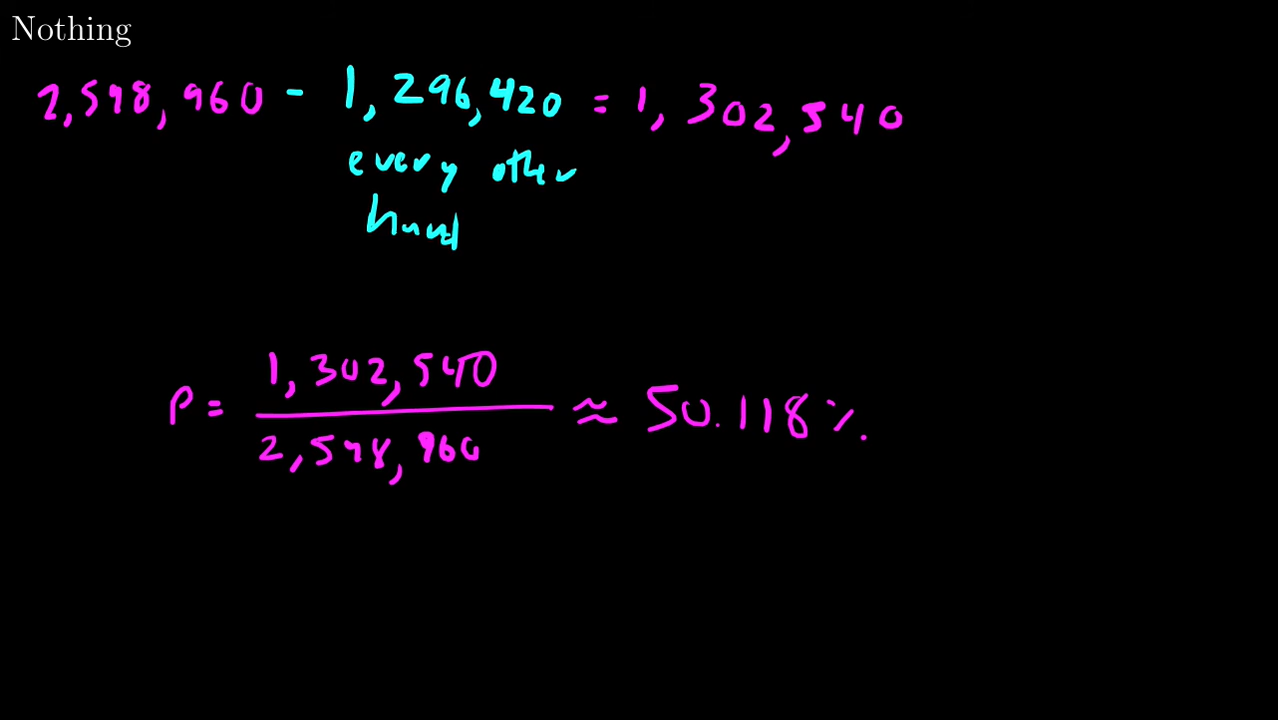 Nothing
2,598,960 - 1,296,420 = 1,302,540
every other
hand
P = 1,302,540 / 2,598,960 ≈ 50.118%.